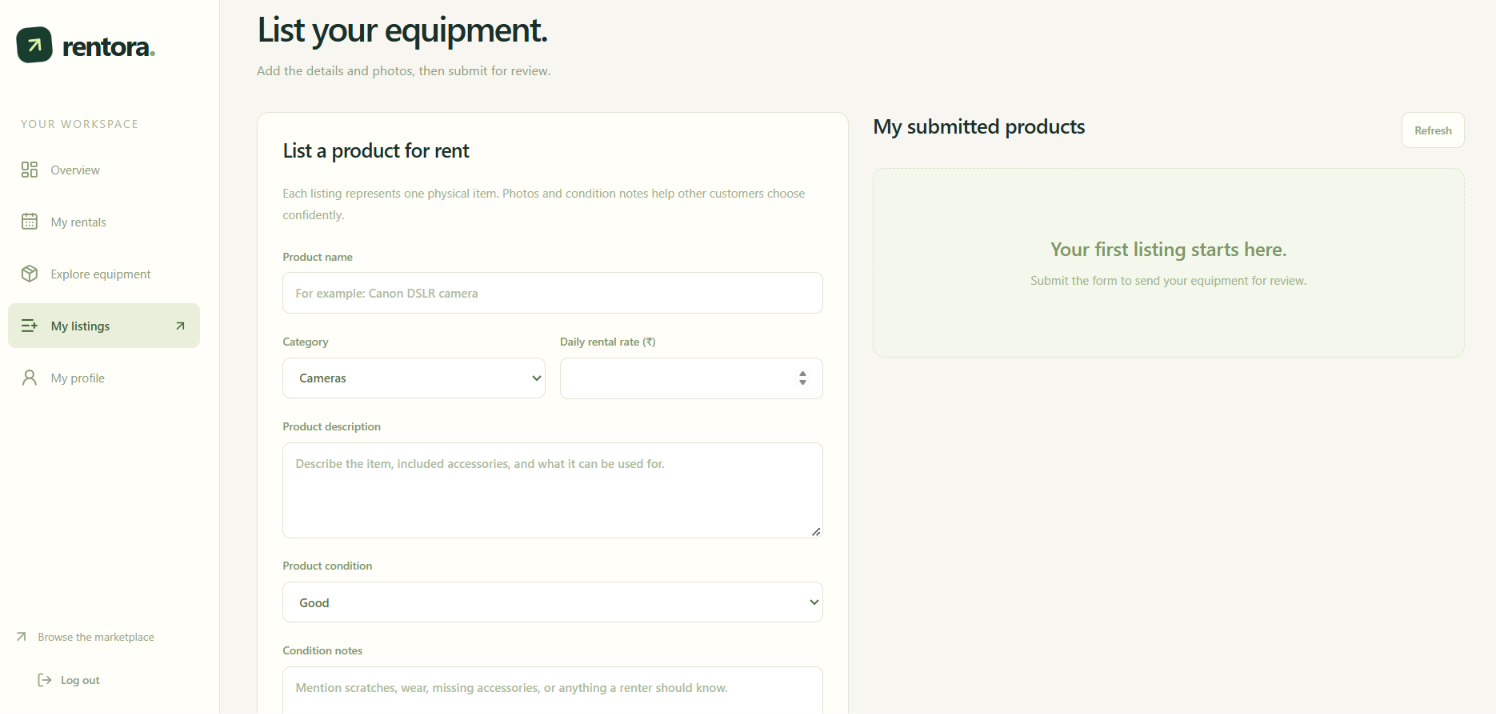 rentora.
YOUR WORKSPACE
Overview
My rentals
Explore equipment
My listings
My profile
Browse the marketplace
Log out
List your equipment.
Add the details and photos, then submit for review.
List a product for rent
Each listing represents one physical item. Photos and condition notes help other customers choose
confidently.
Product name
For example: Canon DSLR camera
Category
Daily rental rate (₹)
Cameras
Product description
Describe the item, included accessories, and what it can be used for.
Product condition
Good
Condition notes
Mention scratches, wear, missing accessories, or anything a renter should know.
My submitted products
Refresh
Your first listing starts here.
Submit the form to send your equipment for review.